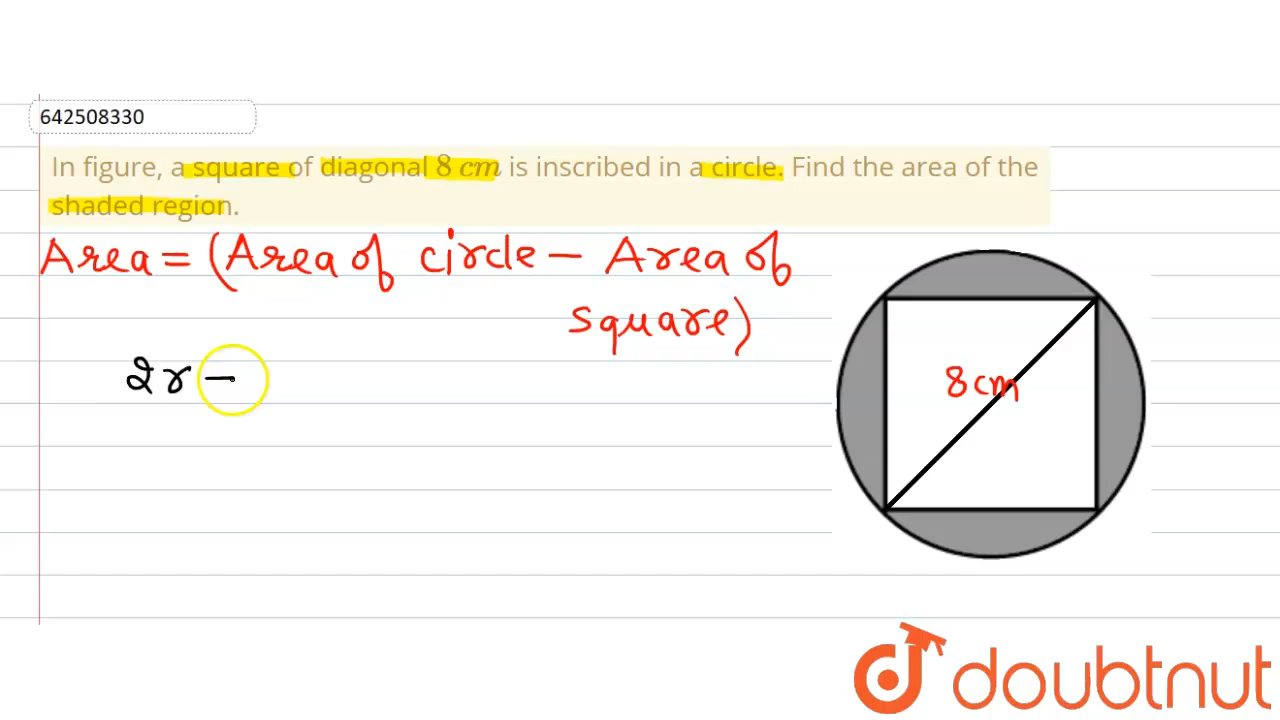 642508330
In figure, a square of diagonal 8 cm is inscribed in a circle. Find the area of the
shaded region.
Area = (Area of circle - Area of
square)
2r -
8cm
doubtnut